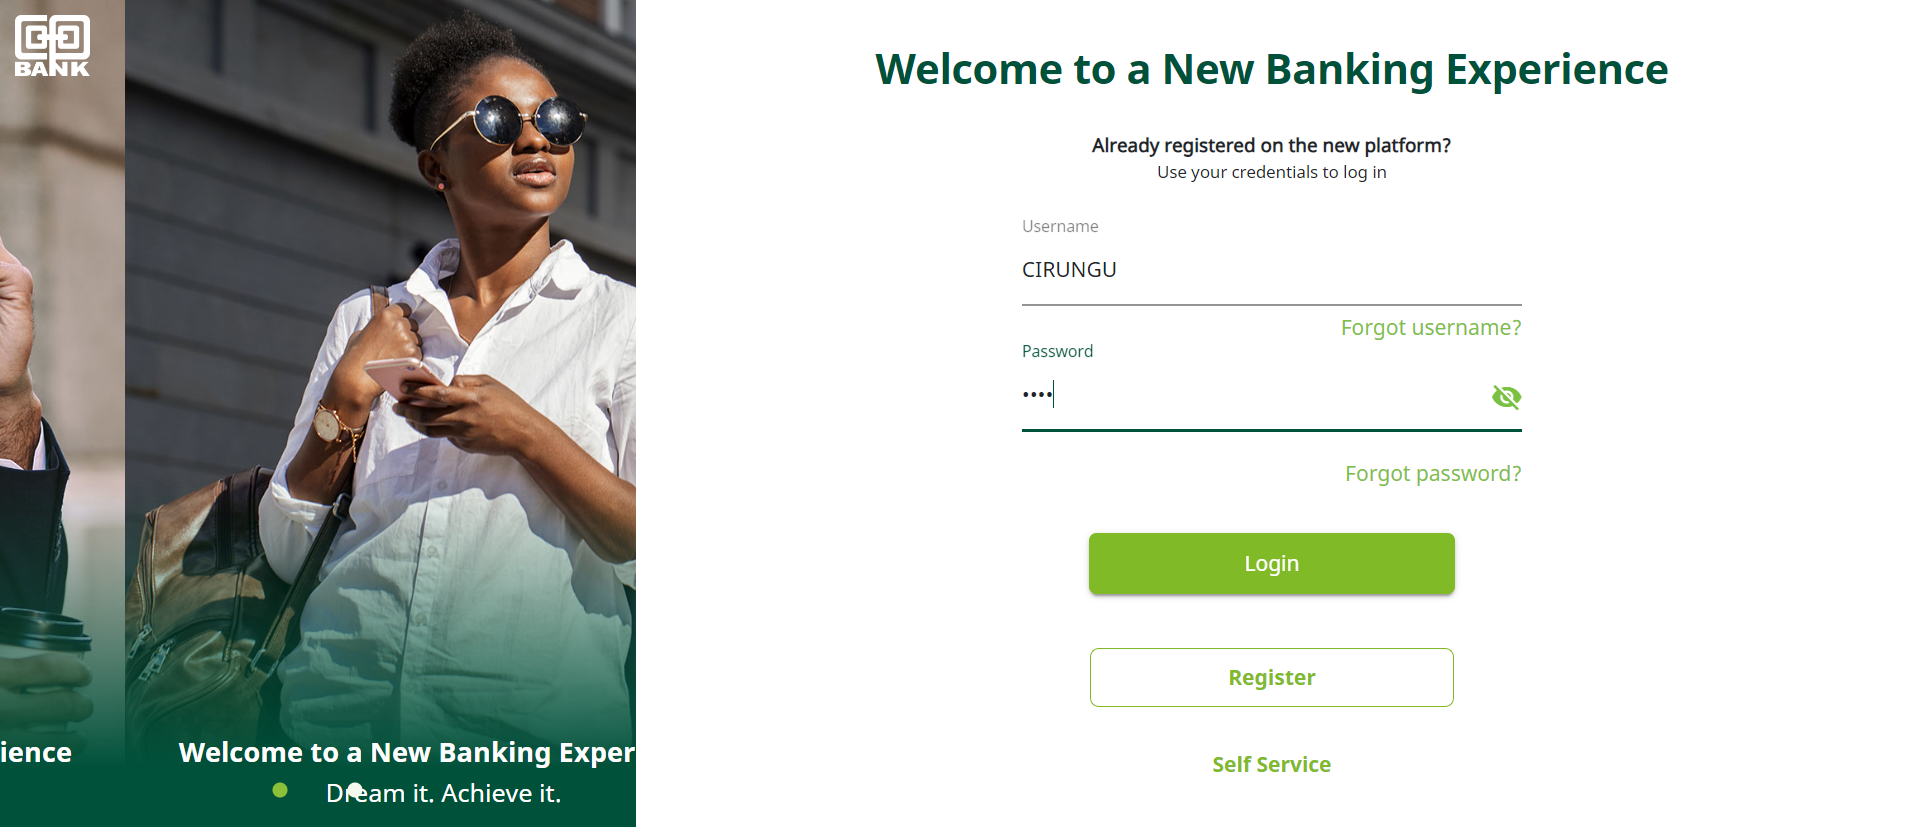 BANK
ience
Welcome to a New Banking Exper
Dream it. Achieve it.
Welcome to a New Banking Experience
Already registered on the new platform?
Use your credentials to log in
Username
CIRUNGU
Forgot username?
Password
••••
Forgot password?
Login
Register
Self Service